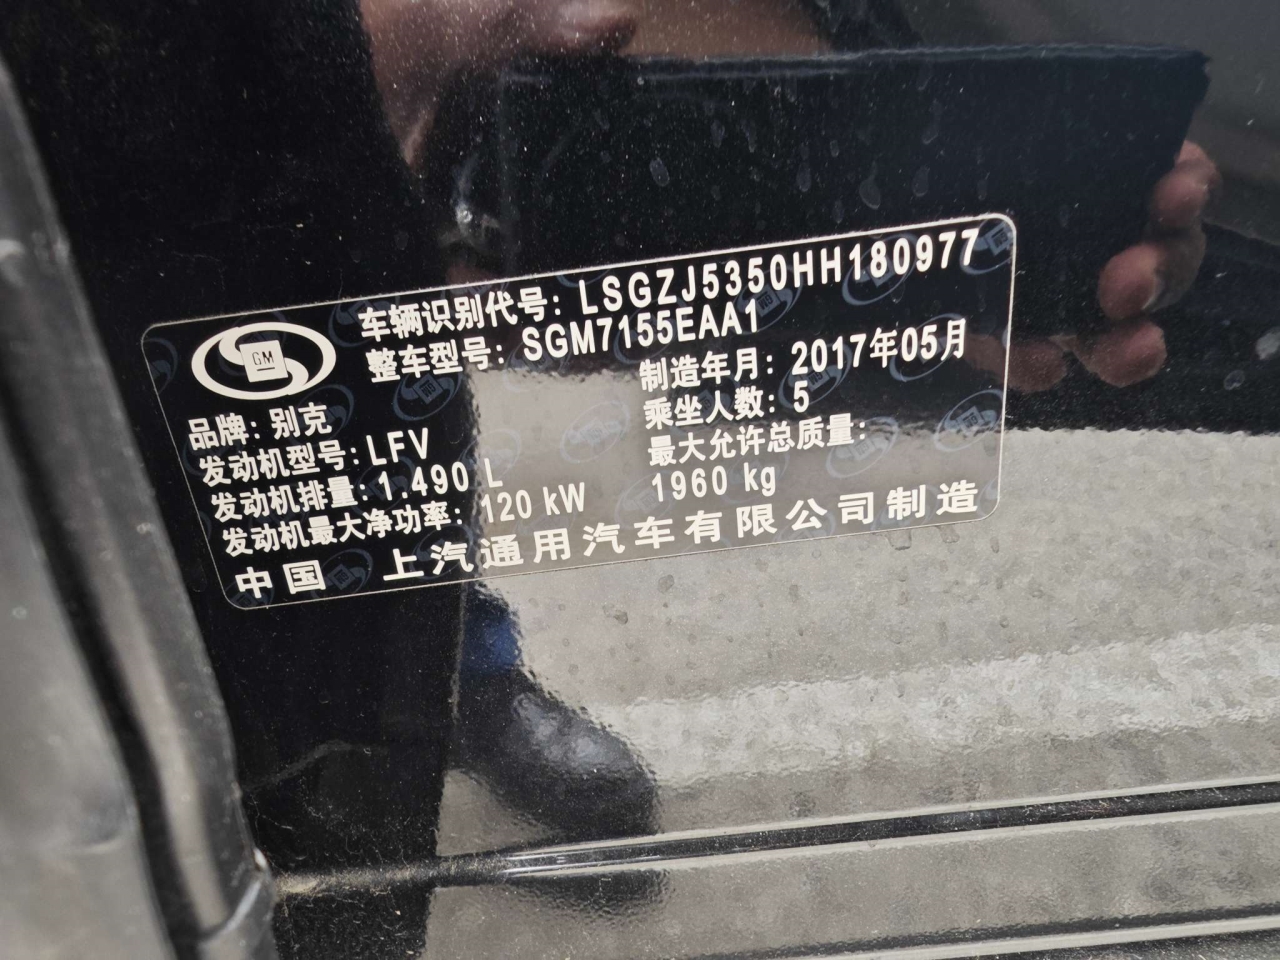 车辆识别代号: LSGZJ5350HH180977
整车型号: SGM7155EAA1
GM
制造年月: 2017年05月
品牌: 别克
乘坐人数: 5
发动机型号: LFV
最大允许总质量:
发动机排量: 1.490 L
1960 kg
发动机最大净功率: 120 kW
中国 上汽通用汽车有限公司制造